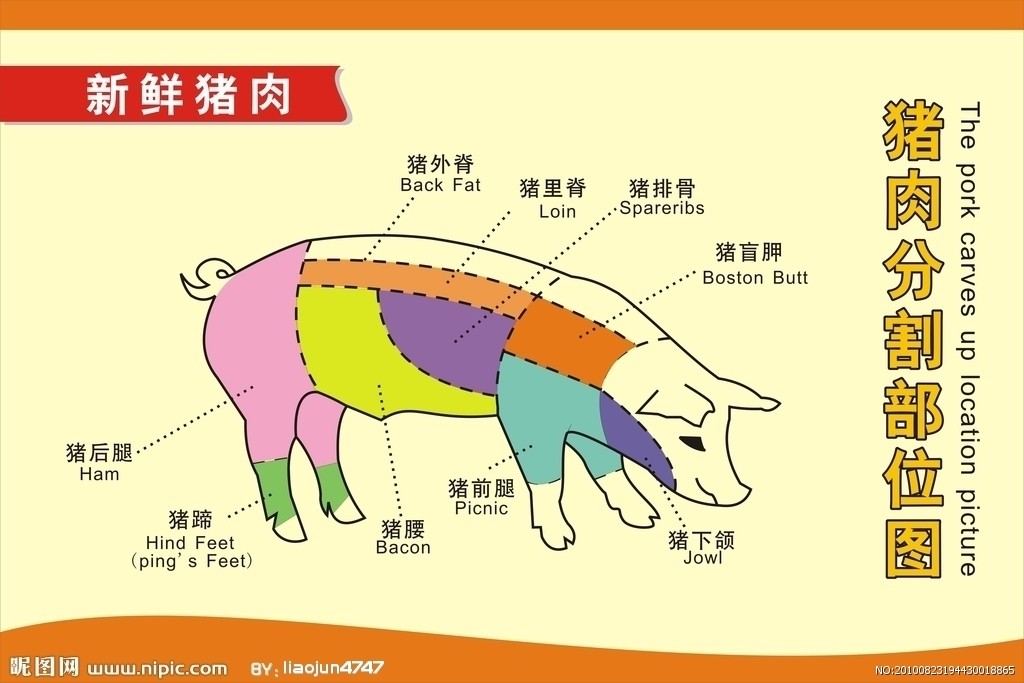 新鲜猪肉
猪外脊
Back Fat
猪里脊
Loin
猪排骨
Spareribs
猪盲胛
Boston Butt
猪后腿
Ham
猪蹄
Hind Feet
(ping's Feet)
猪腰
Bacon
猪前腿
Picnic
猪下颌
Jowl
猪肉分割部位图
The pork carves up location picture
昵图网 www.nipic.com
BY: liaojun4747
NO:20100823194430018865